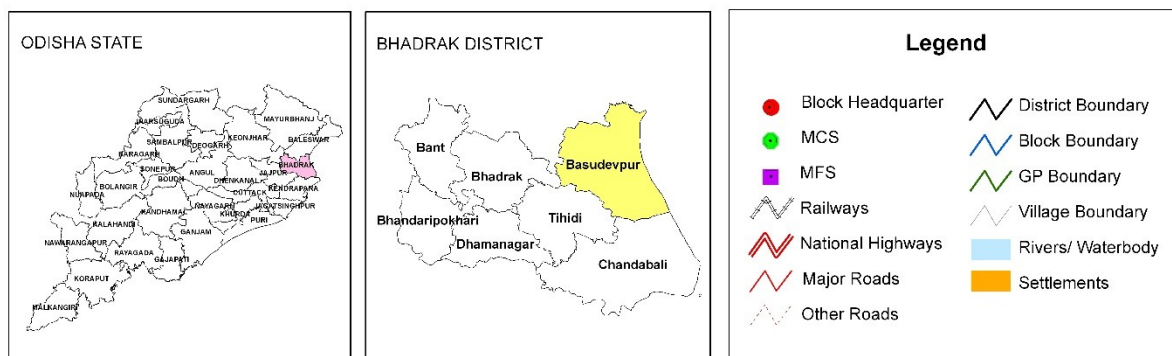 ODISHA STATE
SUNDARGARH
JHARSUGUDA
MAYURBHANJ
SAMBALPUR
DEOGARH
KEONJHAR
BALESWAR
BARAGARH
SONEPUR
ANGUL
DHENKANAL
JAJPUR
BHADRAK
BOUDH
BOLANGIR
NUAPADA
CUTTACK
KENDRAPARA
KANDHAMAL
NAYAGARH
JAGATSINGHPUR
KHURDA
PURI
KALAHANDI
GANJAM
NAWARANGAPUR
RAYAGADA
GAJAPATI
KORAPUT
MALKANGIRI
BHADRAK DISTRICT
Bant
Basudevpur
Bhadrak
Bhandaripokhari
Tihidi
Dhamanagar
Chandabali
Legend
Block Headquarter
MCS
MFS
Railways
National Highways
Major Roads
Other Roads
District Boundary
Block Boundary
GP Boundary
Village Boundary
Rivers/ Waterbody
Settlements